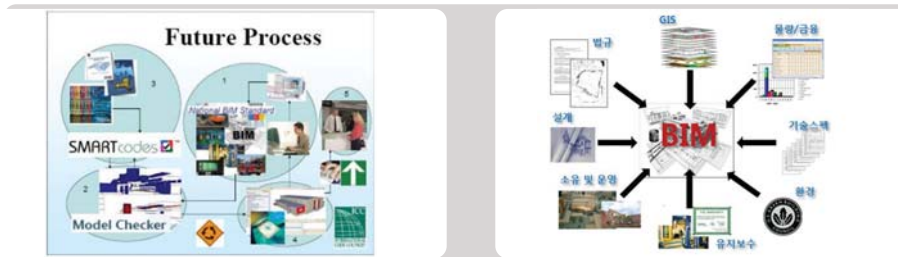 Future Process
3
1
5
National BIM Standard
BIM
SMARTcodes
2
Model Checker
4
ICC
GIS
법규
물량/금융
설계
BIM
기술스펙
소유 및 운영
환경
유지보수